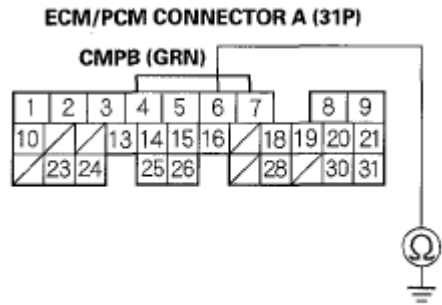 ECM/PCM CONNECTOR A (31P)
CMPB (GRN)
1 2 3 4 5 6 7 8 9
10 13 14 15 16 18 19 20 21
23 24 25 26 28 30 31
Ω